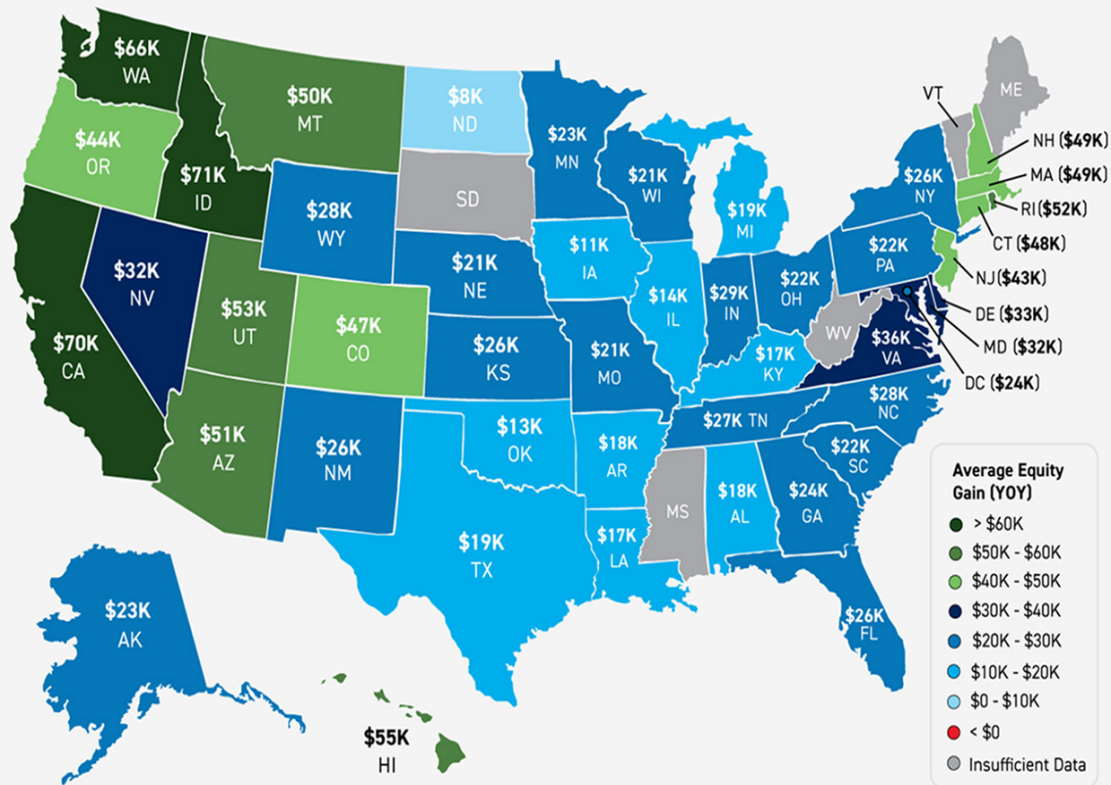 $66K
WA
$44K
OR
$71K
ID
$50K
MT
$8K
ND
SD
$28K
WY
$21K
NE
$32K
NV
$53K
UT
$47K
CO
$70K
CA
$51K
AZ
$26K
NM
$26K
KS
$13K
OK
$19K
TX
$23K
MN
$21K
WI
$19K
MI
$11K
IA
$14K
IL
$29K
IN
$22K
OH
$21K
MO
$17K
KY
$27K TN
$18K
AR
$17K
LA
MS
$18K
AL
$24K
GA
$26K
FL
$22K
SC
$28K
NC
$36K
VA
WV
$22K
PA
$26K
NY
VT
ME
NH ($49K)
MA ($49K)
RI($52K)
CT ($48K)
NJ($43K)
DE ($33K)
MD ($32K)
DC ($24K)
$23K
AK
$55K
HI
Average Equity
Gain (YOY)
> $60K
$50K - $60K
$40K - $50K
$30K - $40K
$20K - $30K
$10K - $20K
$0 - $10K
< $0
Insufficient Data